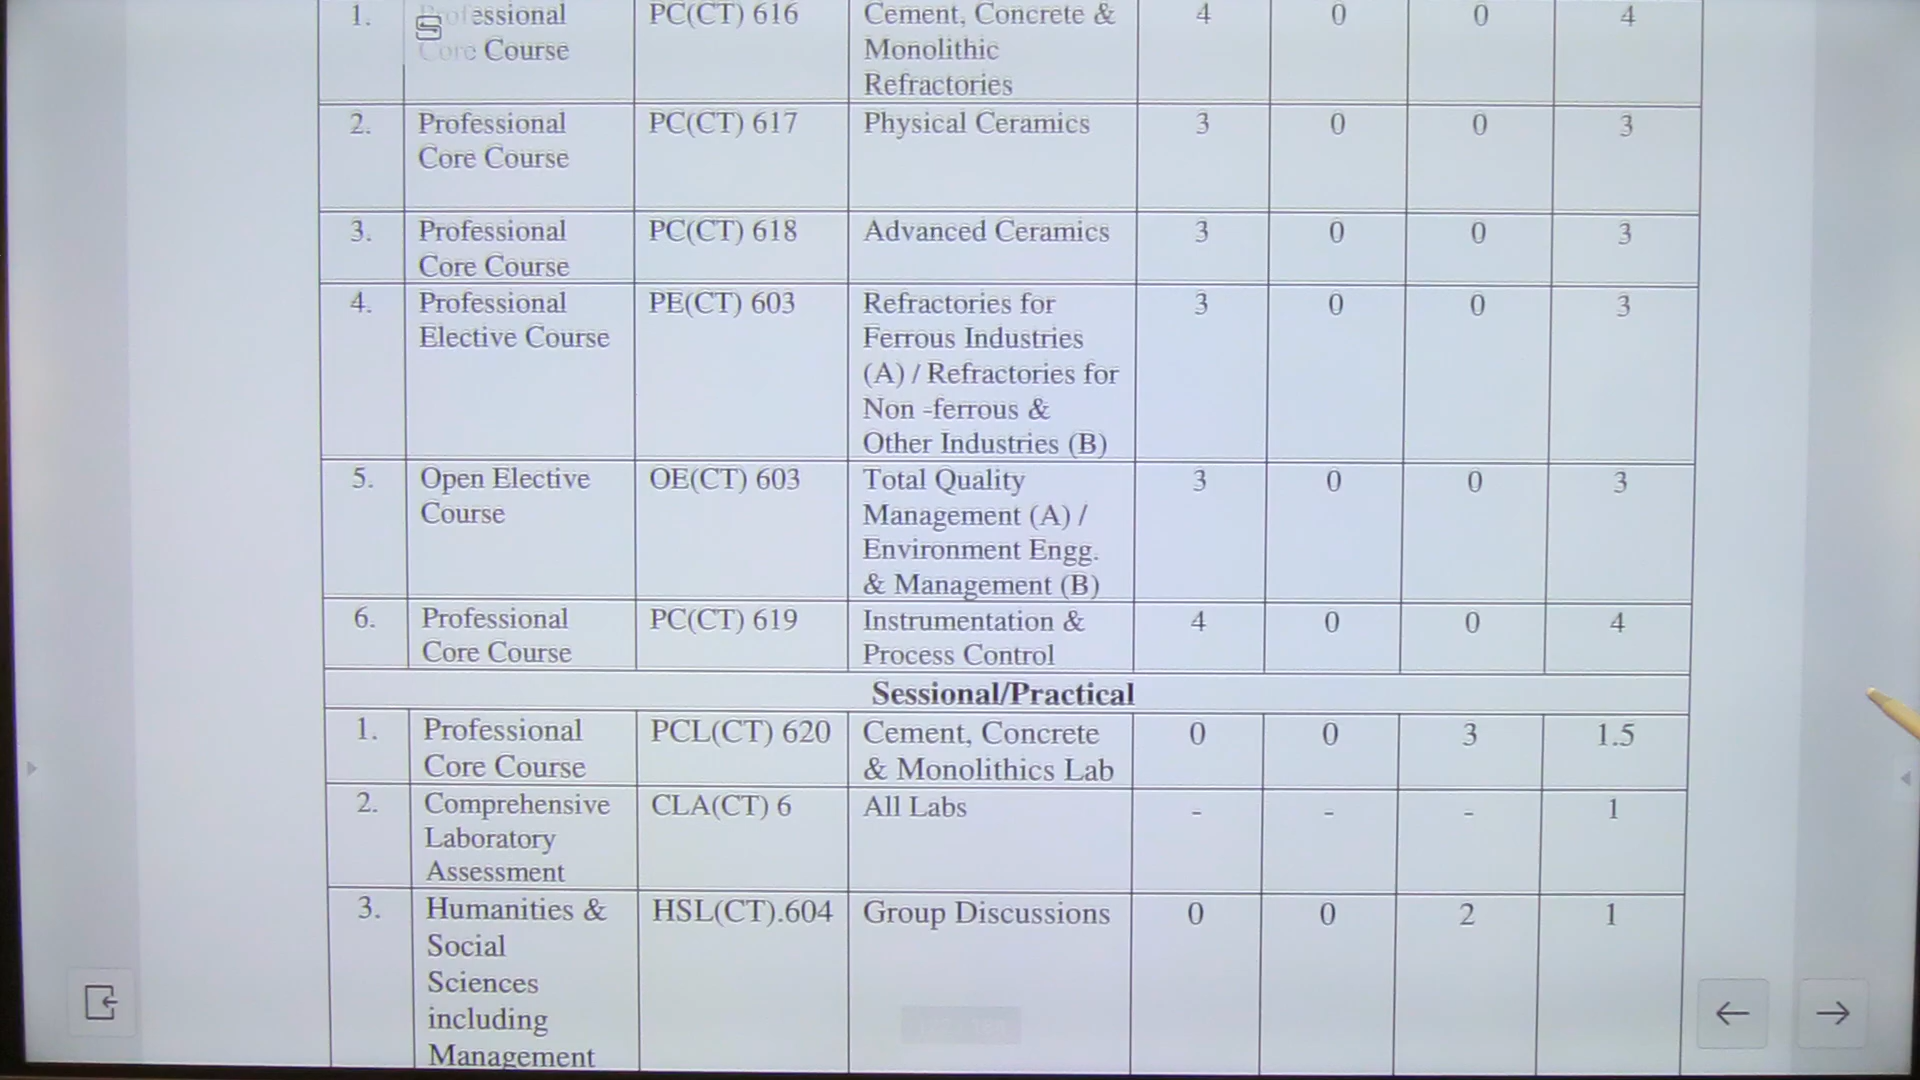 1. Professional PC(CT) 616 Cement, Concrete & 4 0 0 4
Core Course Monolithic
Refractories
2. Professional PC(CT) 617 Physical Ceramics 3 0 0 3
Core Course
3. Professional PC(CT) 618 Advanced Ceramics 3 0 0 3
Core Course
4. Professional PE(CT) 603 Refractories for 3 0 0 3
Elective Course Ferrous Industries
(A) / Refractories for
Non -ferrous &
Other Industries (B)
5. Open Elective OE(CT) 603 Total Quality 3 0 0 3
Course Management (A) /
Environment Engg.
& Management (B)
6. Professional PC(CT) 619 Instrumentation & 4 0 0 4
Core Course Process Control
Sessional/Practical
1. Professional PCL(CT) 620 Cement, Concrete 0 0 3 1.5
Core Course & Monolithics Lab
2. Comprehensive CLA(CT) 6 All Labs - - - 1
Laboratory
Assessment
3. Humanities & HSL(CT).604 Group Discussions 0 0 2 1
Social
Sciences
including
Management